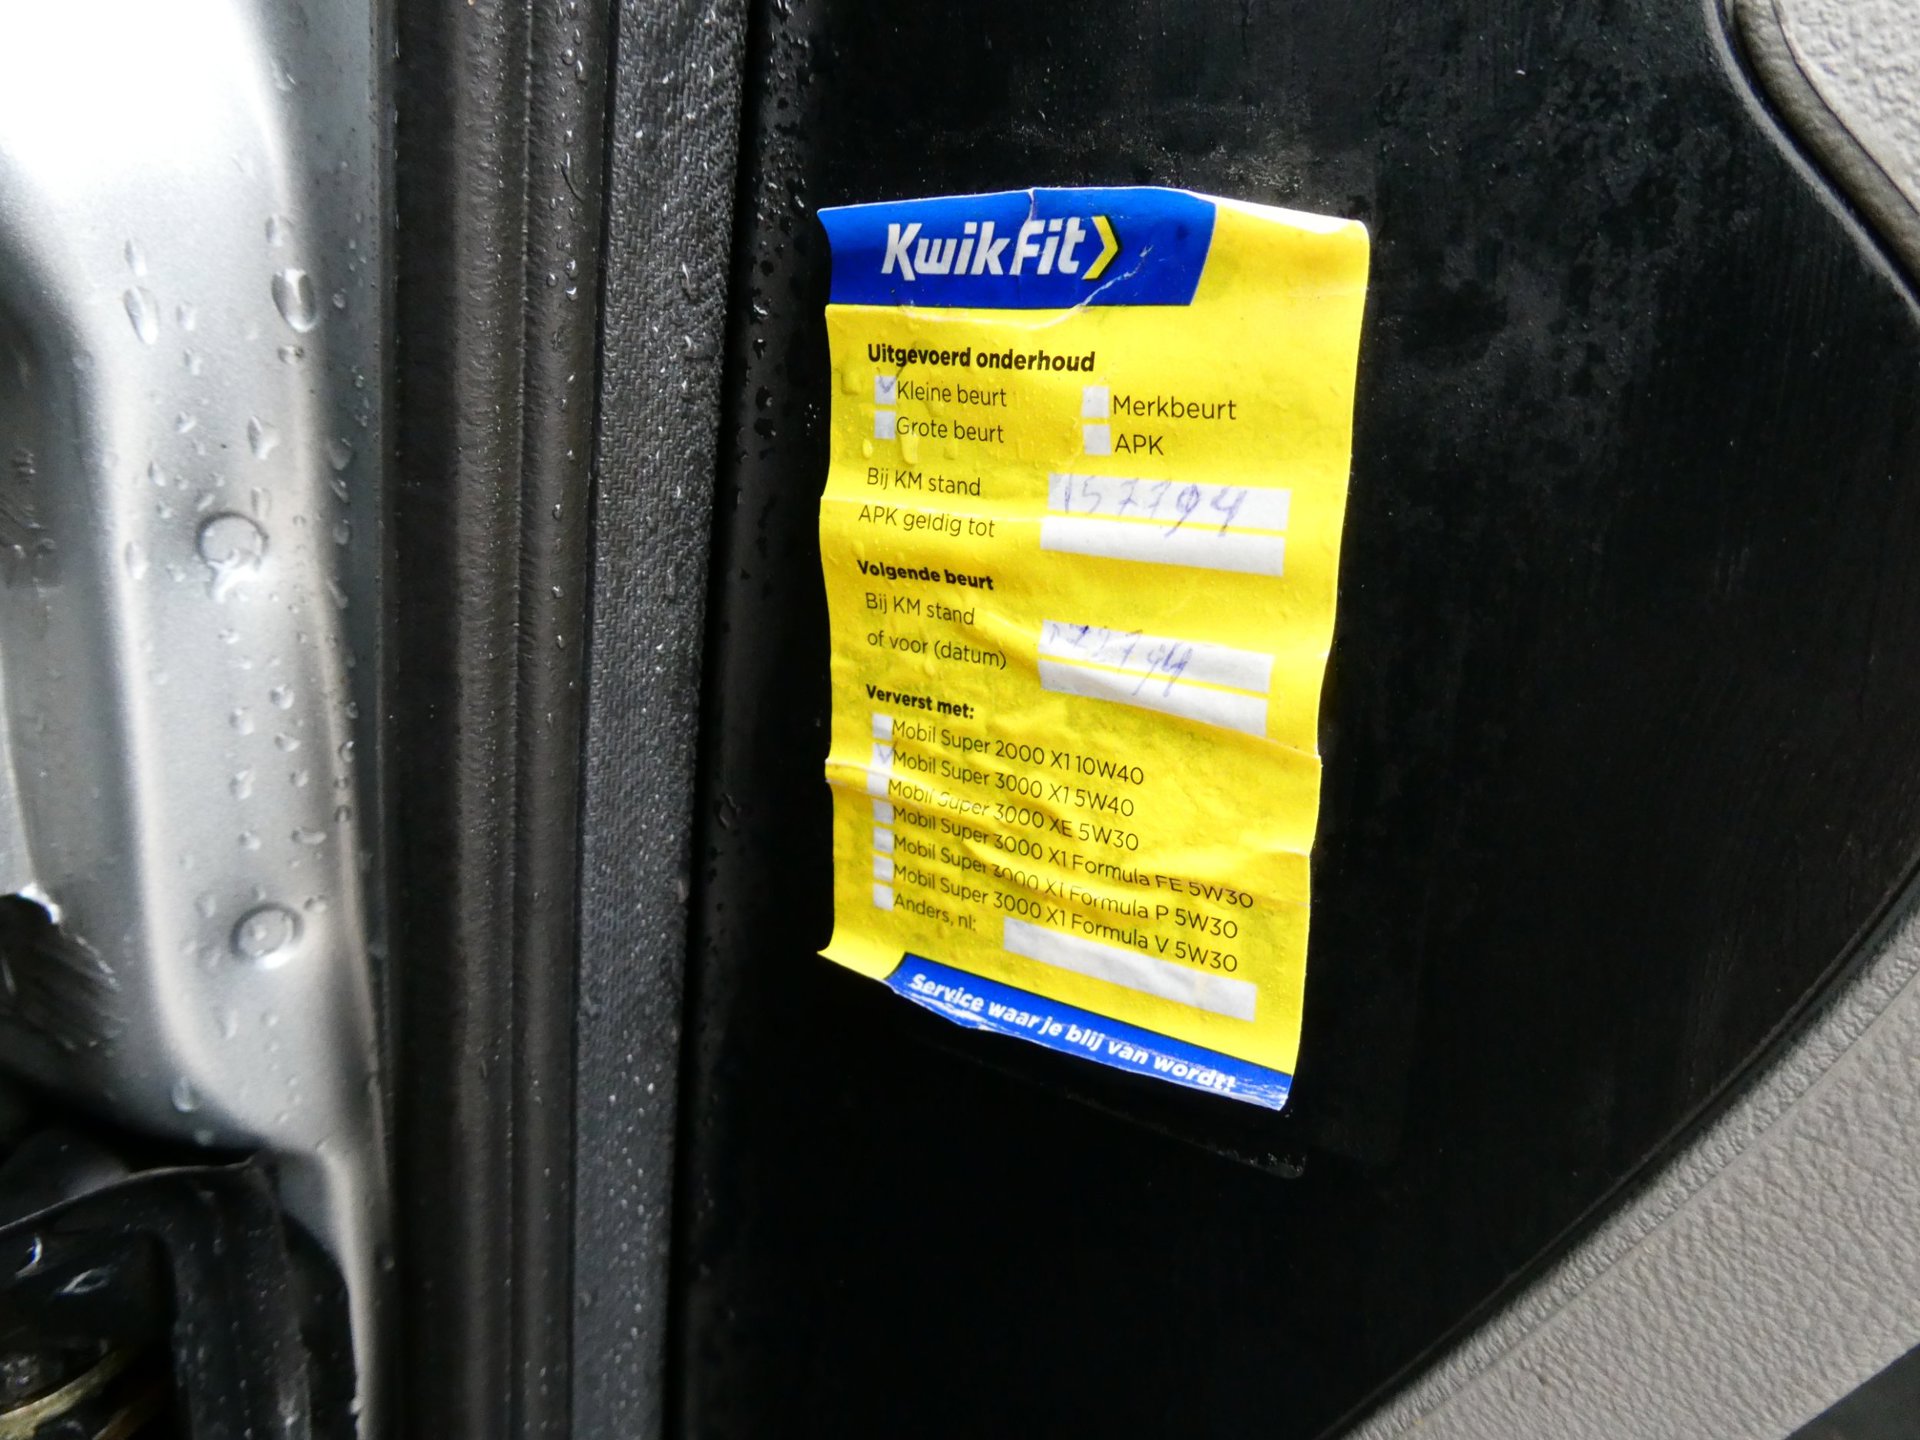 KwikFit
Uitgevoerd onderhoud
Kleine beurt
Merkbeurt
Grote beurt
APK
Bij KM stand 157794
APK geldig tot
Volgende beurt
Bij KM stand
of voor (datum)
Ververst met:
Mobil Super 2000 X1 10W40
Mobil Super 3000 X1 5W40
Mobil Super 3000 XE 5W30
Mobil Super 3000 X1 Formula FE 5W30
Mobil Super 3000 X1 Formula P 5W30
Mobil Super 3000 X1 Formula V 5W30
Anders, nl:
Service waar je blij van wordt!